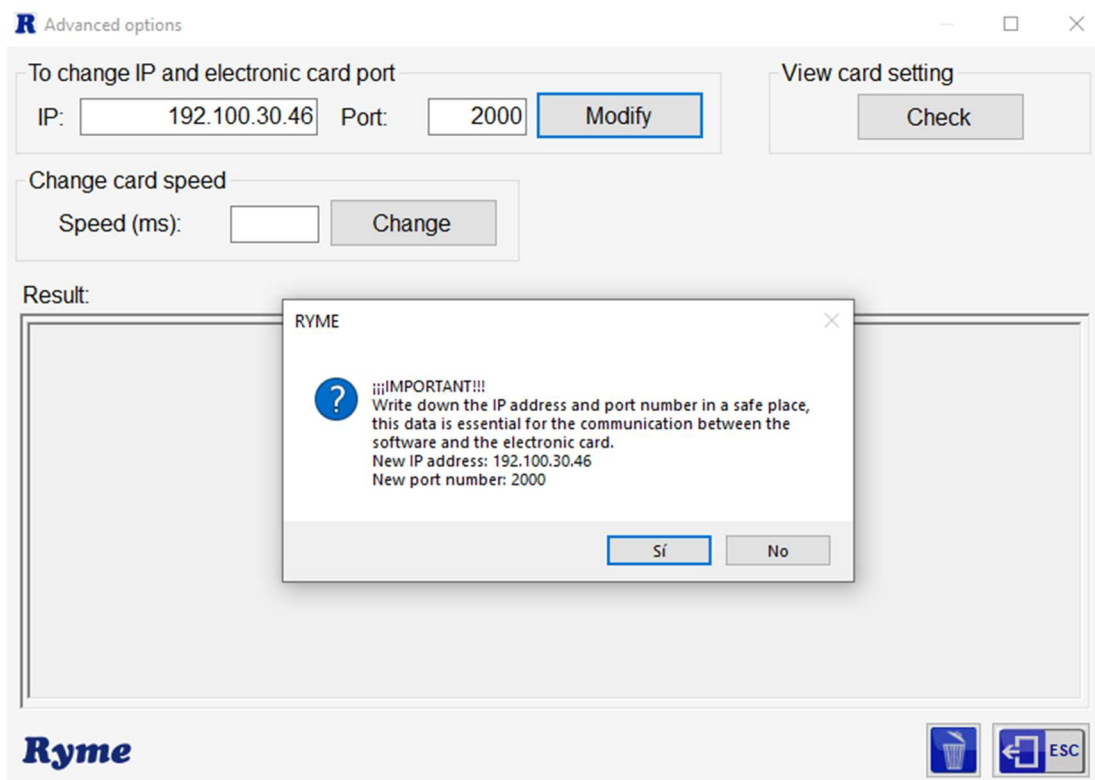 R Advanced options
To change IP and electronic card port
IP: 192.100.30.46 Port: 2000 Modify
View card setting
Check
Change card speed
Speed (ms): Change
Result:
RYME
¡¡¡IMPORTANT!!!
Write down the IP address and port number in a safe place,
this data is essential for the communication between the
software and the electronic card.
New IP address: 192.100.30.46
New port number: 2000
Sí No
Ryme
ESC